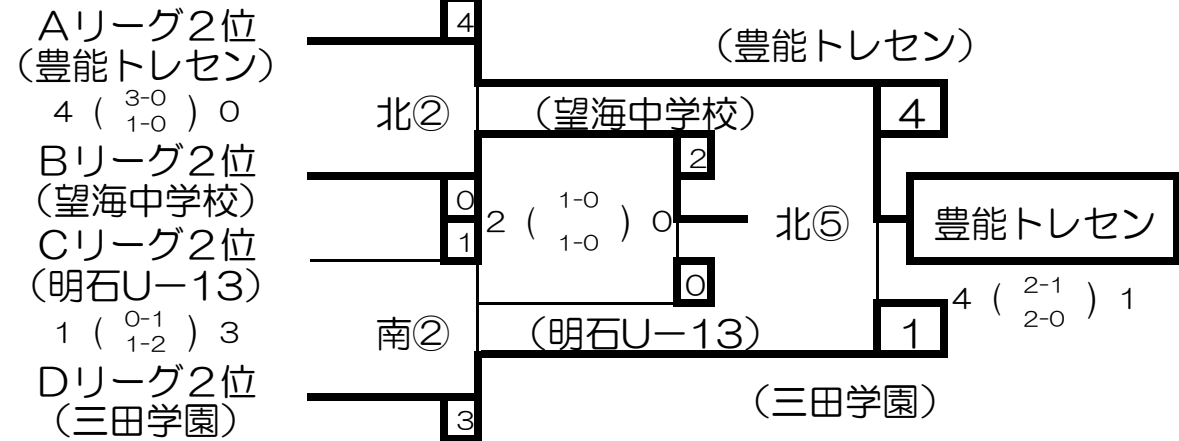 Aリーグ2位
(豊能トレセン)
4 ( 3-0 1-0 ) 0
Bリーグ2位
(望海中学校)
Cリーグ2位
(明石U-13)
1 ( 0-1 1-2 ) 3
Dリーグ2位
(三田学園)
北②
南②
4
0
1
3
(豊能トレセン)
(望海中学校)
2
2 ( 1-0 1-0 ) 0
0
(明石U-13)
(三田学園)
北⑤
4
1
豊能トレセン
4 ( 2-1 2-0 ) 1